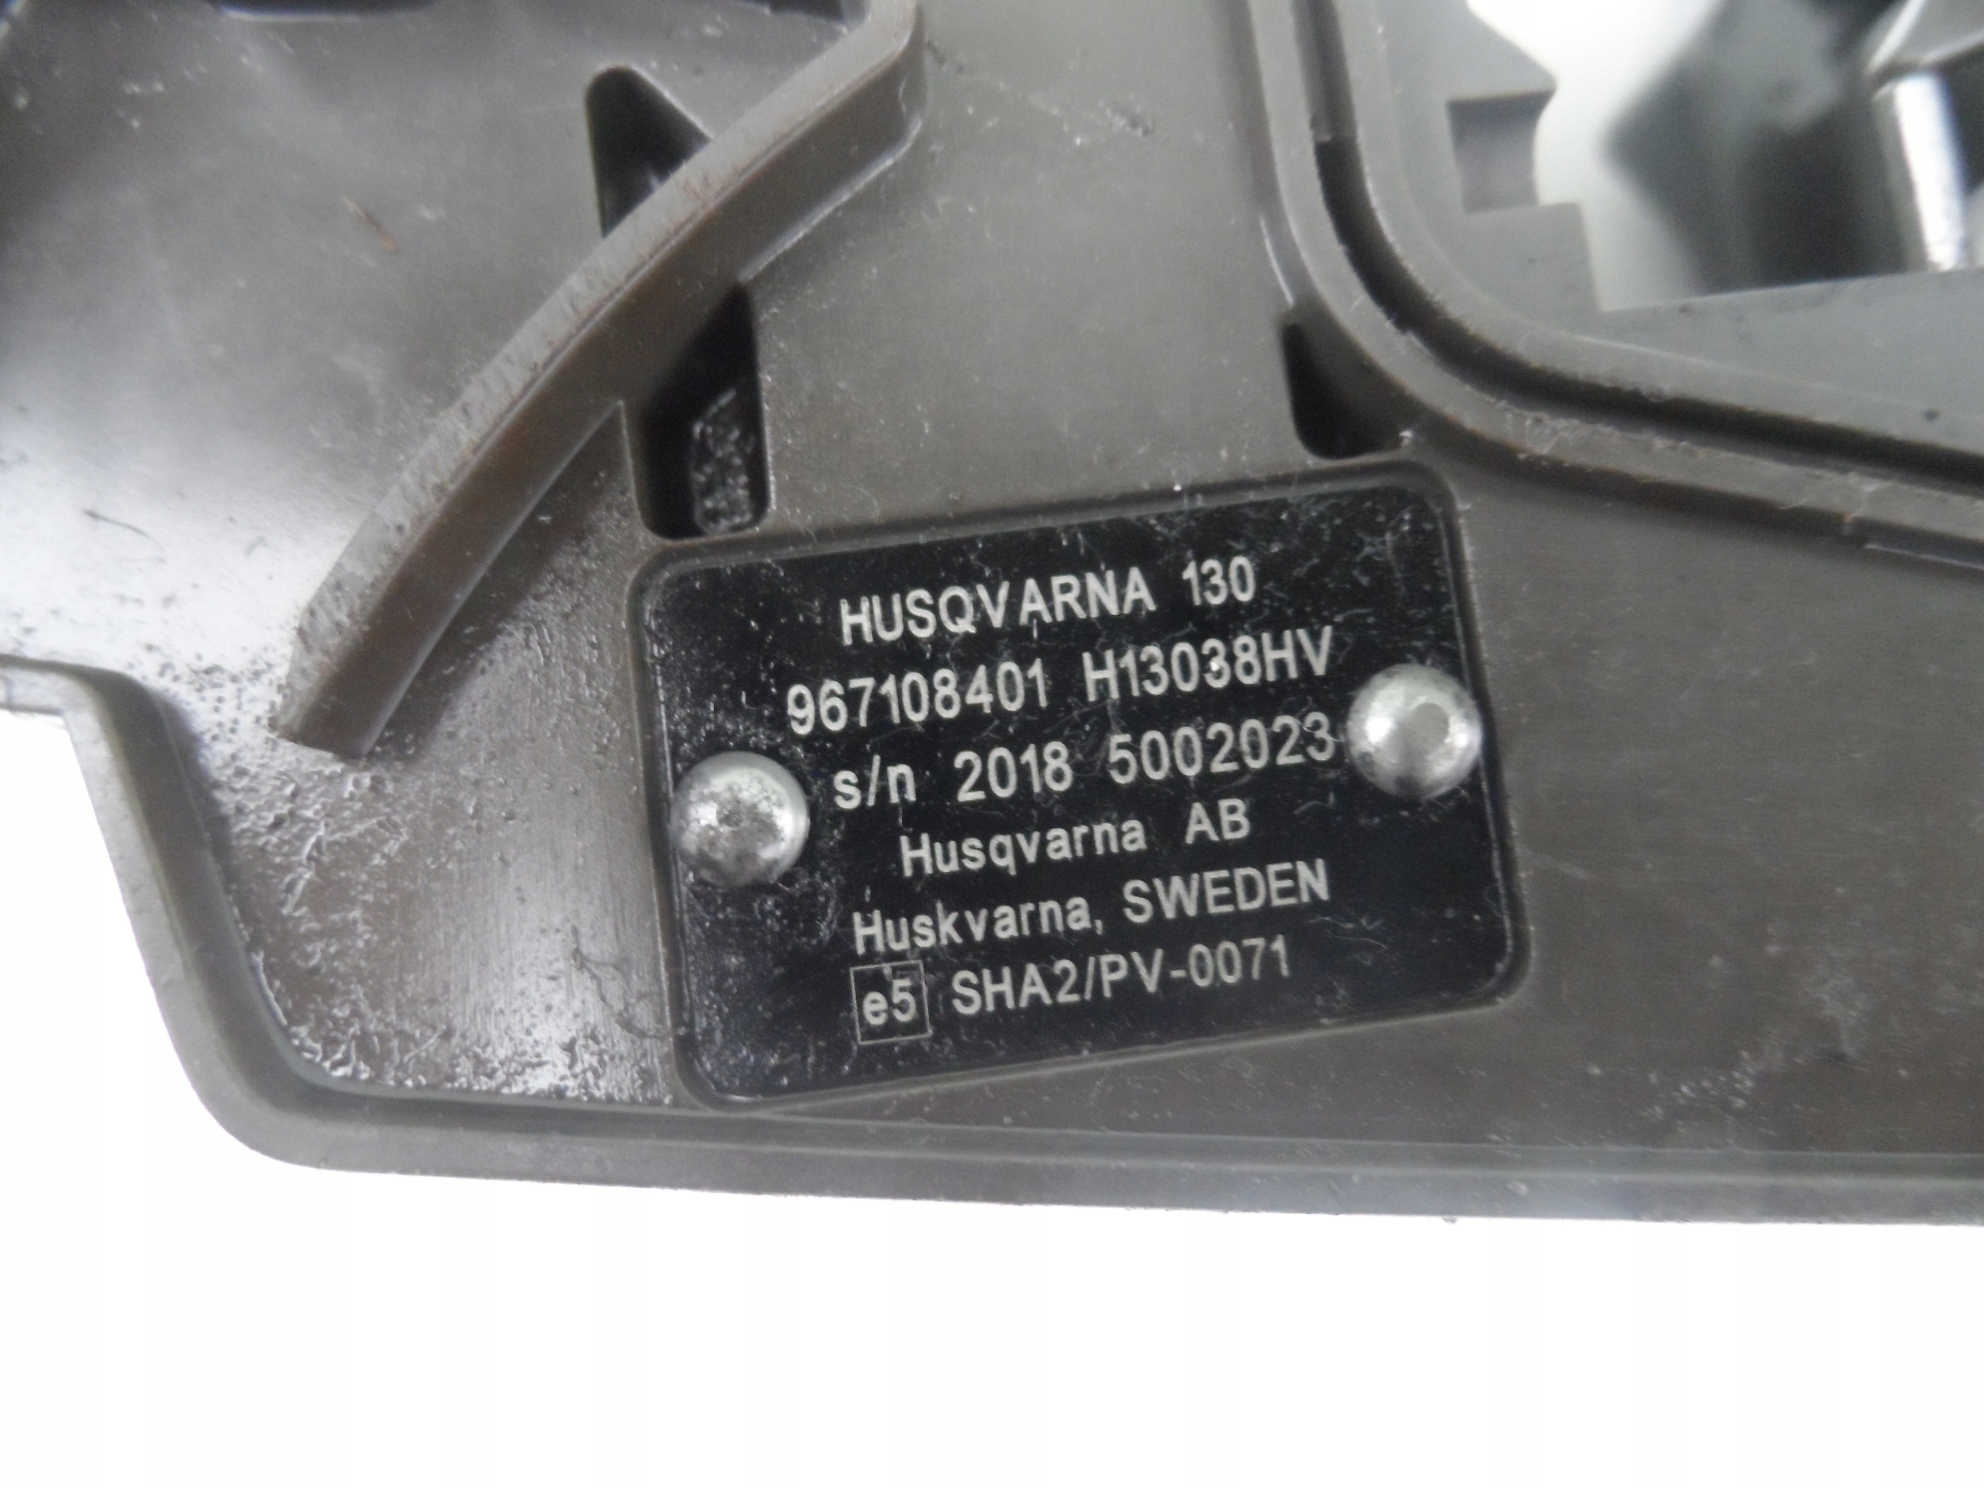 HUSQVARNA 130
967108401 H13038HV
s/n 2018 5002023
Husqvarna AB
Huskvarna, SWEDEN
e5 SHA2/PV-0071